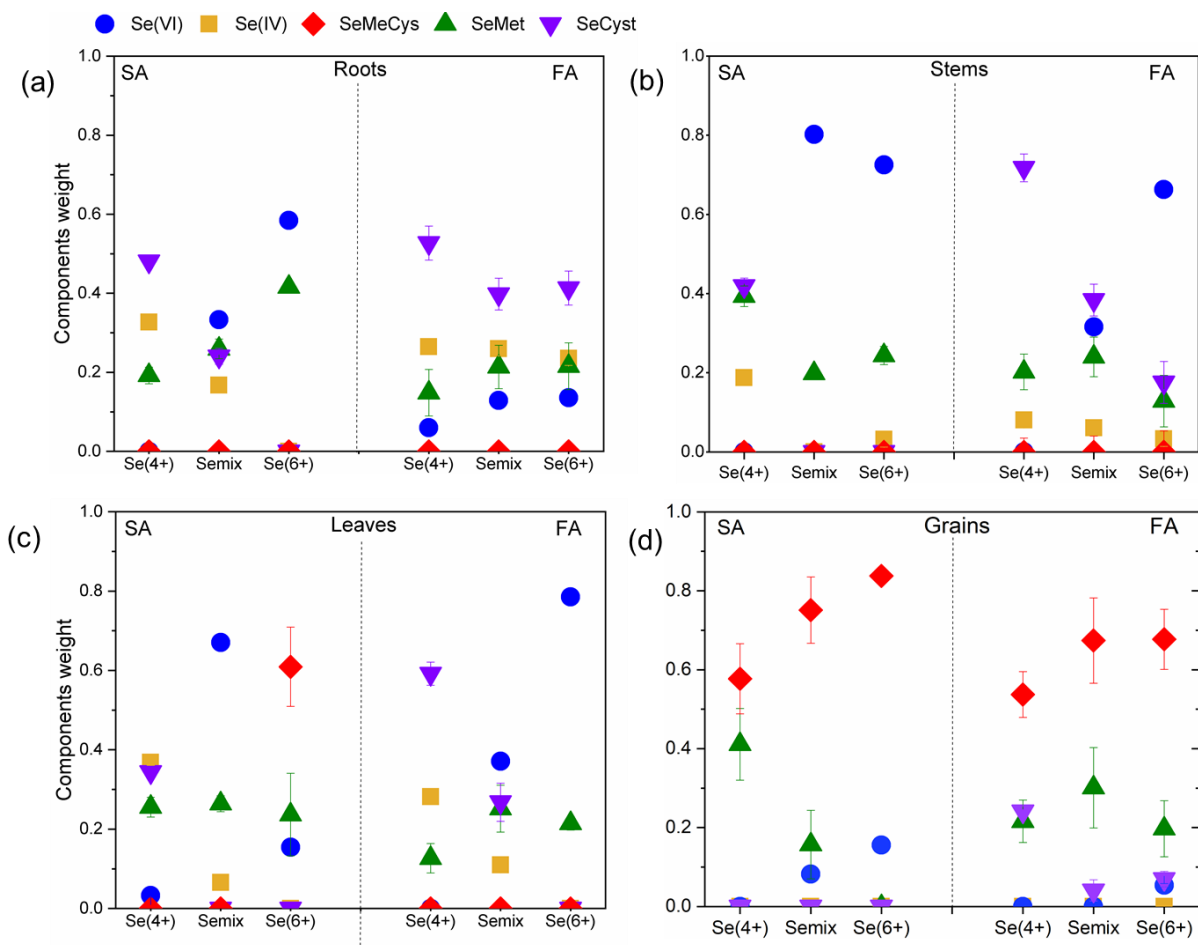 Se(VI) Se(IV) SeMeCys SeMet SeCyst
(a)
SA Roots FA
Components weight
1.0
0.8
0.6
0.4
0.2
0.0
Se(4+) Semix Se(6+) Se(4+) Semix Se(6+)
(b)
SA Stems FA
1.0
0.8
0.6
0.4
0.2
0.0
Se(4+) Semix Se(6+) Se(4+) Semix Se(6+)
(c)
SA Leaves FA
Components weight
1.0
0.8
0.6
0.4
0.2
0.0
Se(4+) Semix Se(6+) Se(4+) Semix Se(6+)
(d)
SA Grains FA
1.0
0.8
0.6
0.4
0.2
0.0
Se(4+) Semix Se(6+) Se(4+) Semix Se(6+)